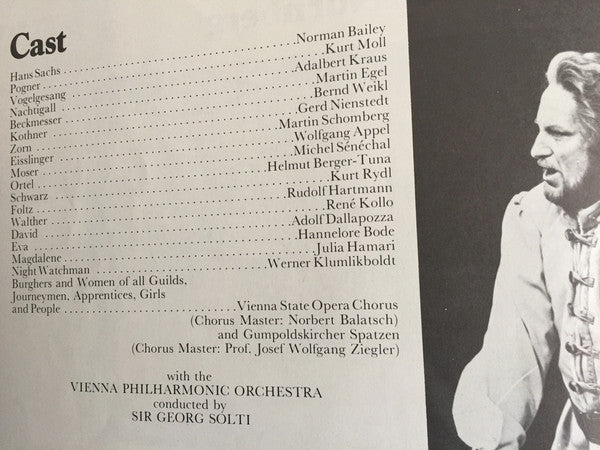 Cast
Hans Sachs . . . . . . . . . . Norman Bailey
Pogner . . . . . . . . . . Kurt Moll
Vogelgesang . . . . . . . . . . Adalbert Kraus
Nachtigall . . . . . . . . . . Martin Egel
Beckmesser . . . . . . . . . . Bernd Weikl
Kothner . . . . . . . . . . Gerd Nienstedt
Zorn . . . . . . . . . . Martin Schomberg
Eisslinger . . . . . . . . . . Wolfgang Appel
Moser . . . . . . . . . . Michel Sénéchal
Ortel . . . . . . . . . . Helmut Berger-Tuna
Schwarz . . . . . . . . . . Kurt Rydl
Foltz . . . . . . . . . . Rudolf Hartmann
Walther . . . . . . . . . . René Kollo
David . . . . . . . . . . Adolf Dallapozza
Eva . . . . . . . . . . Hannelore Bode
Magdalene . . . . . . . . . . Julia Hamari
Night Watchman . . . . . . . . . . Werner Klumlikboldt
Burghers and Women of all Guilds,
Journeymen, Apprentices, Girls
and People . . . . . . . . . . Vienna State Opera Chorus
(Chorus Master: Norbert Balatsch)
and Gumpoldskircher Spatzen
(Chorus Master: Prof. Josef Wolfgang Ziegler)
with the
VIENNA PHILHARMONIC ORCHESTRA
conducted by
SIR GEORG SÓLTI